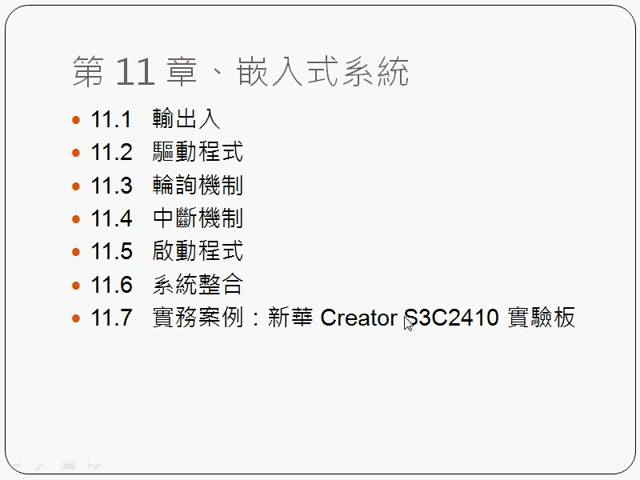 第 11 章、嵌入式系統
11.1 輸出入
11.2 驅動程式
11.3 輪詢機制
11.4 中斷機制
11.5 啟動程式
11.6 系統整合
11.7 實務案例：新華 Creator S3C2410 實驗板